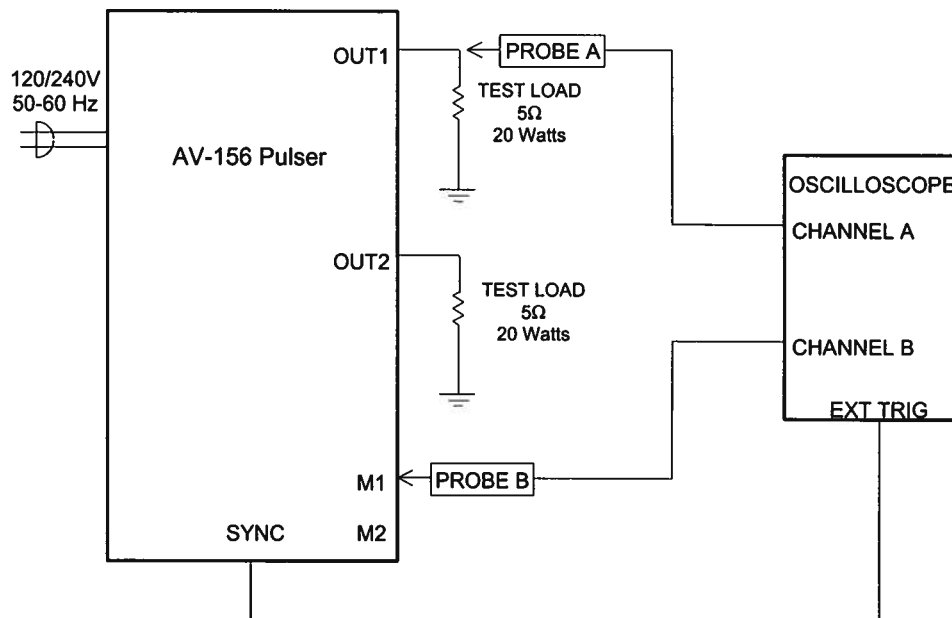 OUT1
PROBE A
120/240V
50-60 Hz
TEST LOAD
5Ω
20 Watts
AV-156 Pulser
OSCILLOSCOPE
CHANNEL A
OUT2
TEST LOAD
5Ω
20 Watts
CHANNEL B
EXT TRIG
M1
PROBE B
SYNC
M2